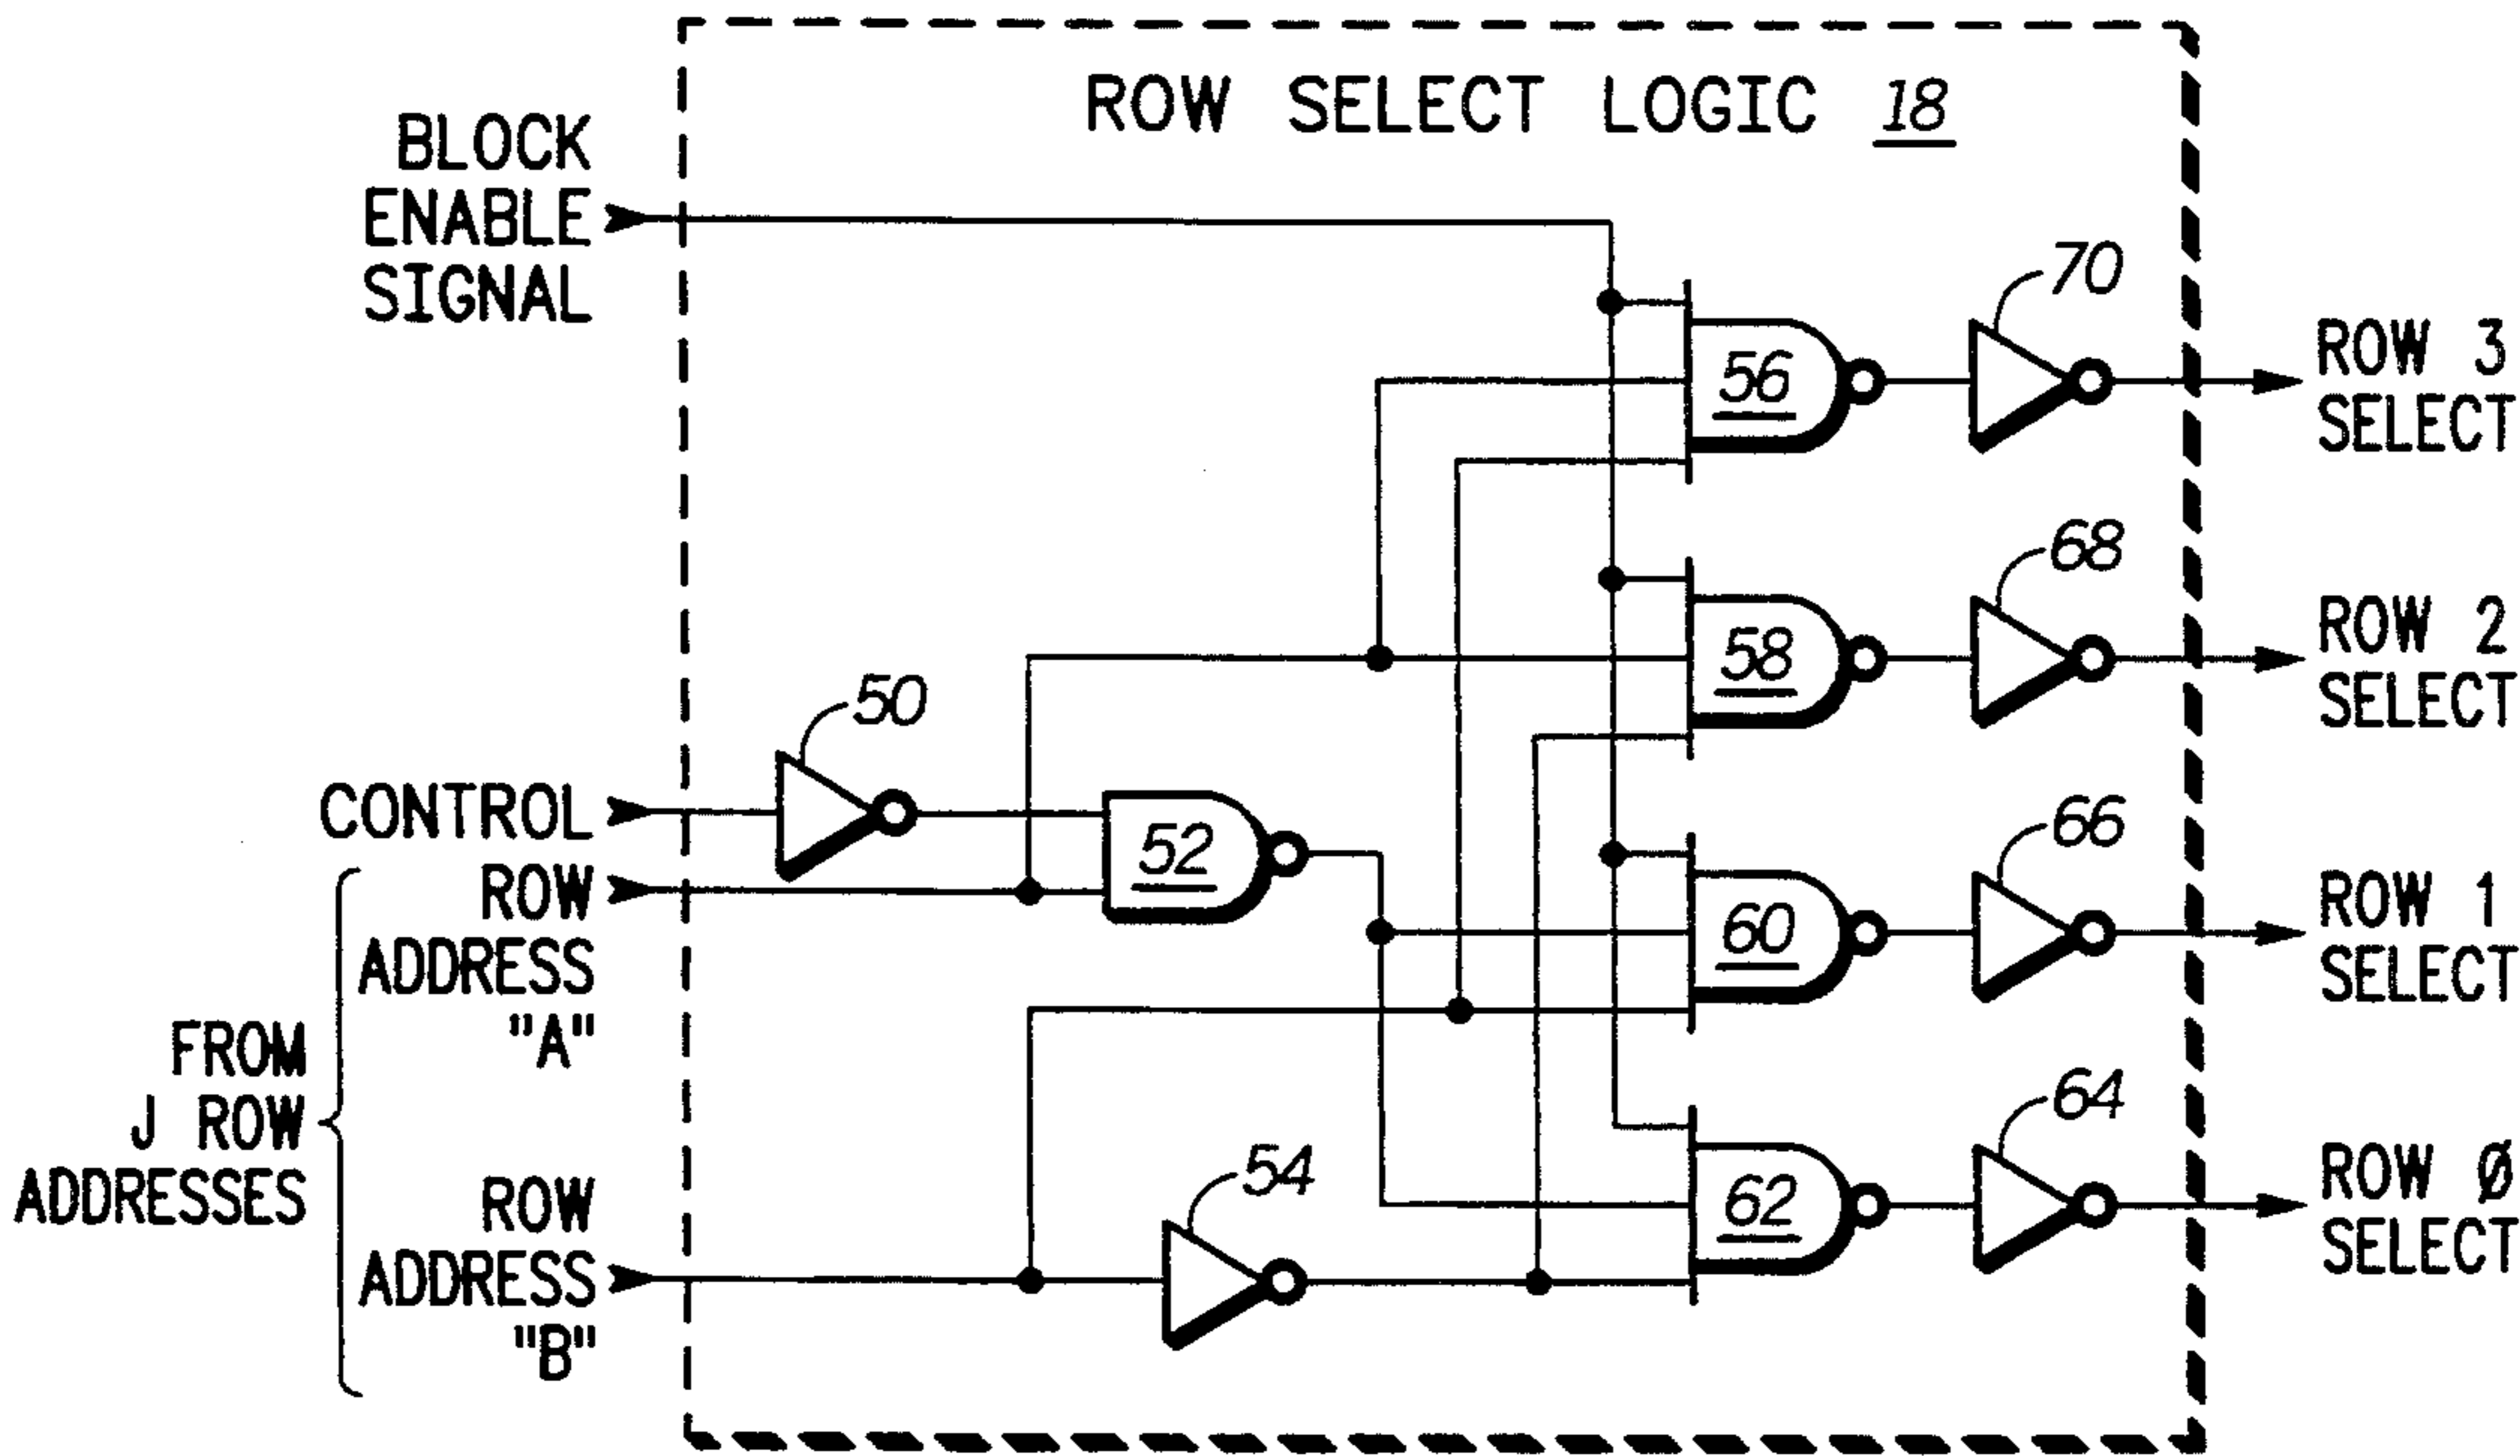 ROW SELECT LOGIC 18
BLOCK
ENABLE
SIGNAL
70
56
ROW 3
SELECT
68
58
ROW 2
SELECT
50
CONTROL
52
66
60
ROW 1
SELECT
ROW
ADDRESS
"A"
FROM
J ROW
ADDRESSES
ROW
ADDRESS
"B"
54
64
62
ROW Ø
SELECT